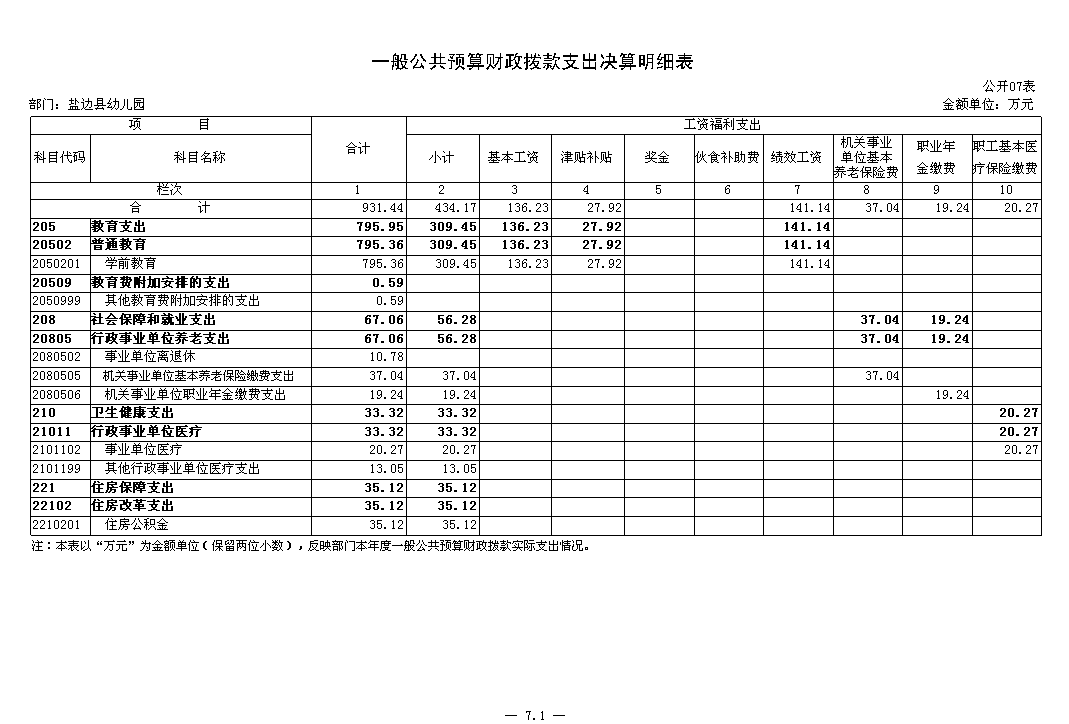 一般公共预算财政拨款支出决算明细表
公开07表
部门：盐边县幼儿园 金额单位：万元
项 目 合计 工资福利支出
科目代码 科目名称 小计 基本工资 津贴补贴 奖金 伙食补助费 绩效工资 机关事业单位基本养老保险费 职业年金缴费 职工基本医疗保险缴费
栏次 1 2 3 4 5 6 7 8 9 10
合 计 931.44 434.17 136.23 27.92 141.14 37.04 19.24 20.27
205 教育支出 795.95 309.45 136.23 27.92 141.14
20502 普通教育 795.36 309.45 136.23 27.92 141.14
2050201 学前教育 795.36 309.45 136.23 27.92 141.14
20509 教育费附加安排的支出 0.59
2050999 其他教育费附加安排的支出 0.59
208 社会保障和就业支出 67.06 56.28 37.04 19.24
20805 行政事业单位养老支出 67.06 56.28 37.04 19.24
2080502 事业单位离退休 10.78
2080505 机关事业单位基本养老保险缴费支出 37.04 37.04 37.04
2080506 机关事业单位职业年金缴费支出 19.24 19.24 19.24
210 卫生健康支出 33.32 33.32 20.27
21011 行政事业单位医疗 33.32 33.32 20.27
2101102 事业单位医疗 20.27 20.27 20.27
2101199 其他行政事业单位医疗支出 13.05 13.05
221 住房保障支出 35.12 35.12
22102 住房改革支出 35.12 35.12
2210201 住房公积金 35.12 35.12
注：本表以“万元”为金额单位（保留两位小数），反映部门本年度一般公共预算财政拨款实际支出情况。
— 7.1 —